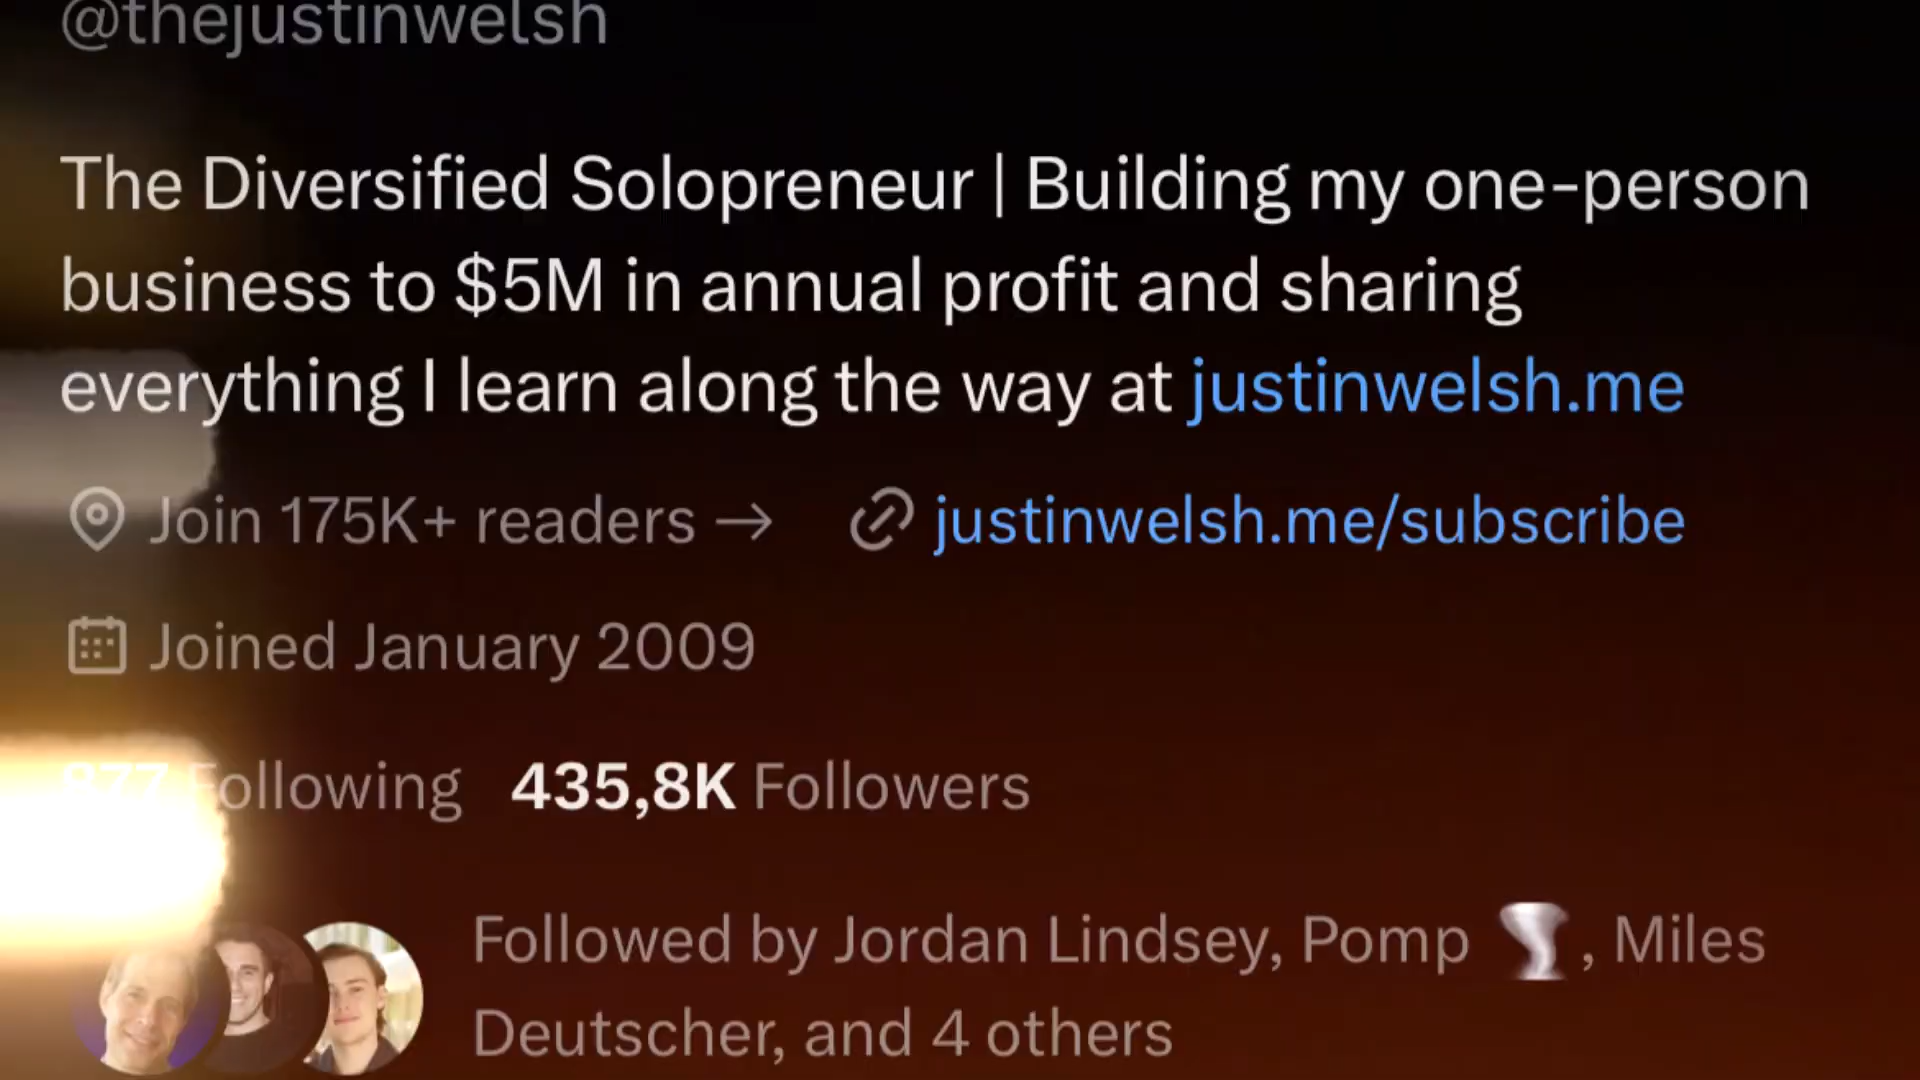 @thejustinwelsh
The Diversified Solopreneur | Building my one-person
business to $5M in annual profit and sharing
everything I learn along the way at justinwelsh.me
Join 175K+ readers → justinwelsh.me/subscribe
Joined January 2009
877 Following 435,8K Followers
Followed by Jordan Lindsey, Pomp 🌪, Miles
Deutscher, and 4 others